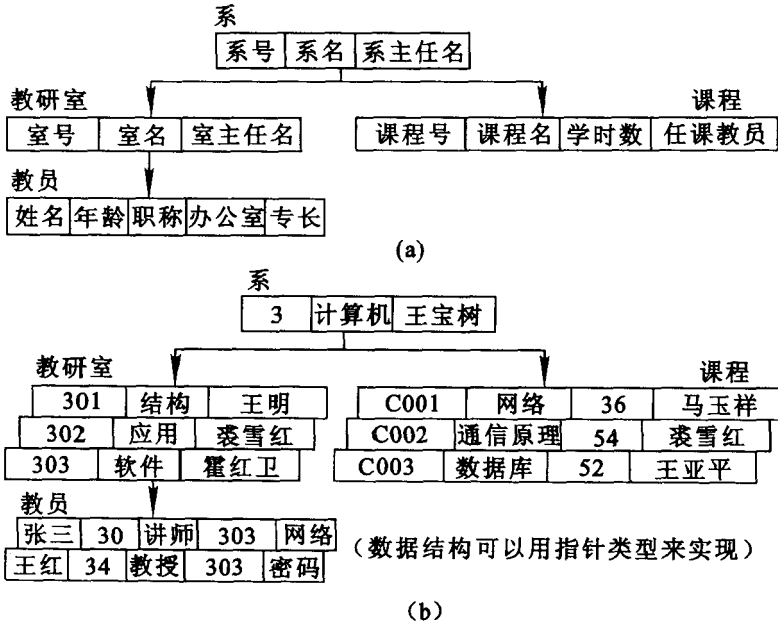 系
系号 系名 系主任名
教研室 课程
室号 室名 室主任名 课程号 课程名 学时数 任课教员
教员
姓名 年龄 职称 办公室 专长
(a)
系
3 计算机 王宝树
教研室 课程
301 结构 王明 C001 网络 36 马玉祥
302 应用 裘雪红 C002 通信原理 54 裘雪红
303 软件 霍红卫 C003 数据库 52 王亚平
教员
张三 30 讲师 303 网络
王红 34 教授 303 密码
（数据结构可以用指针类型来实现）
（b）